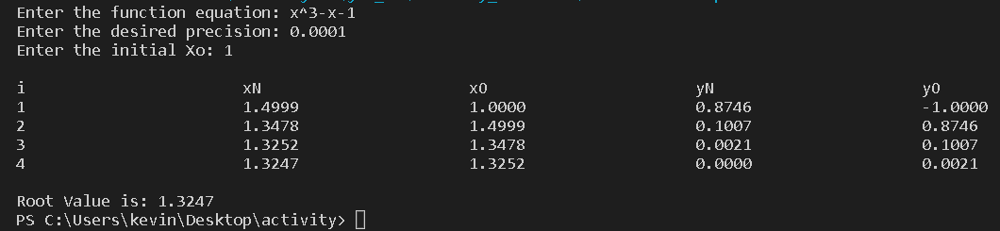 Enter the function equation: x^3-x-1
Enter the desired precision: 0.0001
Enter the initial Xo: 1
i xN xO yN yO
1 1.4999 1.0000 0.8746 -1.0000
2 1.3478 1.4999 0.1007 0.8746
3 1.3252 1.3478 0.0021 0.1007
4 1.3247 1.3252 0.0000 0.0021
Root Value is: 1.3247
PS C:\Users\kevin\Desktop\activity>